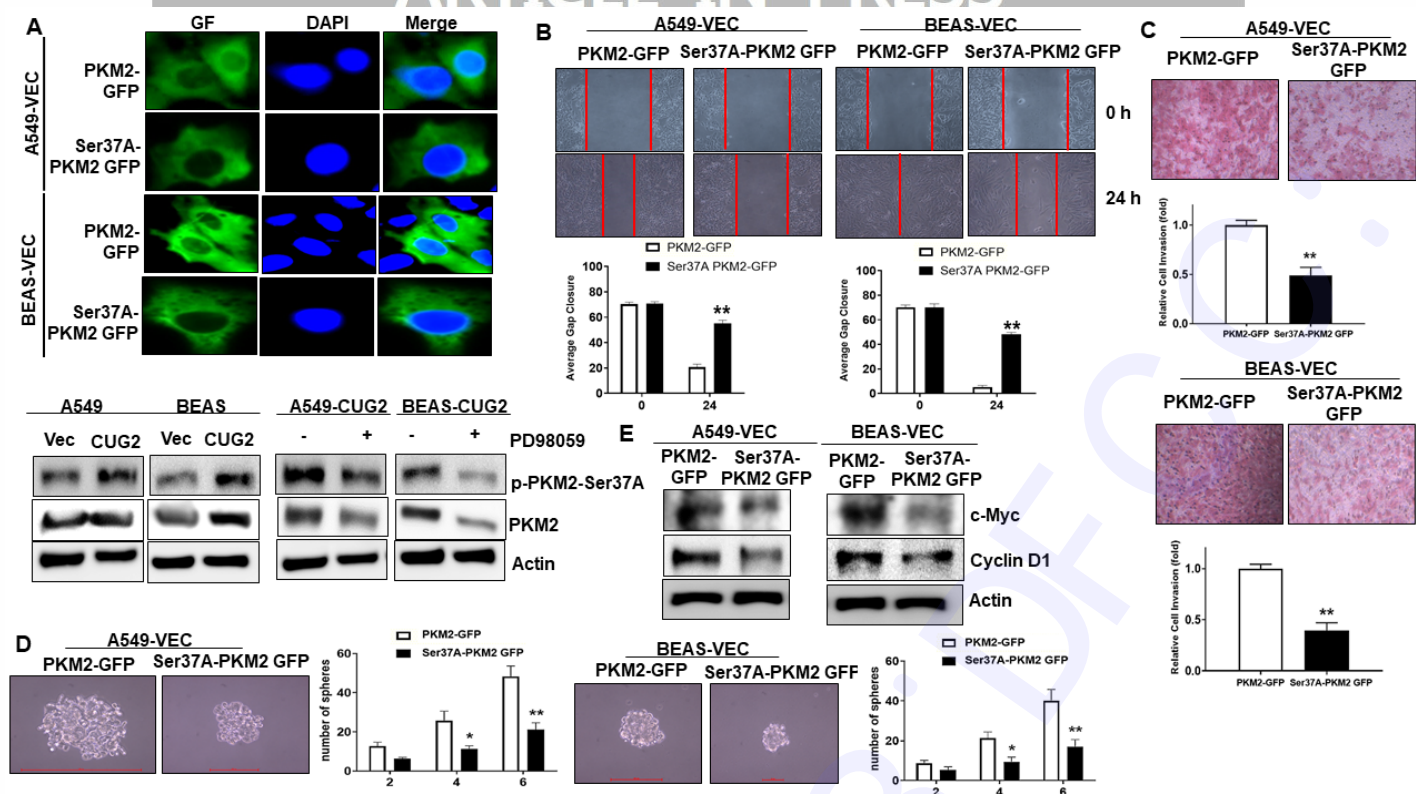 ARTICLE IN PRESS
A
GF DAPI Merge
A549-VEC
PKM2-
GFP
Ser37A-
PKM2 GFP
BEAS-VEC
PKM2-
GFP
Ser37A-
PKM2 GFP
A549 BEAS A549-CUG2 BEAS-CUG2
Vec CUG2 Vec CUG2 - + - + PD98059
p-PKM2-Ser37A
PKM2
Actin
B
A549-VEC BEAS-VEC
PKM2-GFP Ser37A-PKM2 GFP PKM2-GFP Ser37A-PKM2 GFP
0 h
24 h
PKM2-GFP
Ser37A PKM2-GFP
Average Gap Closure
100
80
60
40
20
0
**
0 24
PKM2-GFP
Ser37A PKM2-GFP
Average Gap Closure
100
80
60
40
20
0
**
0 24
C
A549-VEC
PKM2-GFP Ser37A-PKM2
GFP
Relative Cell Invasion (fold)
1.0
0.5
0.0
**
PKM2-GFP Ser37A-PKM2 GFP
BEAS-VEC
PKM2-GFP Ser37A-PKM2
GFP
Relative Cell Invasion (fold)
1.0
0.5
0.0
**
PKM2-GFP Ser37A-PKM2 GFP
E
A549-VEC BEAS-VEC
PKM2-
GFP
Ser37A-
PKM2 GFP
PKM2-
GFP
Ser37A-
PKM2 GFP
c-Myc
Cyclin D1
Actin
D
A549-VEC
PKM2-GFP Ser37A-PKM2 GFP
PKM2-GFP
Ser37A-PKM2 GFP
number of spheres
60
40
20
0
*
**
2 4 6
BEAS-VEC
PKM2-GFP Ser37A-PKM2 GFP
PKM2-GFP
Ser37A-PKM2 GFP
number of spheres
60
40
20
0
*
**
2 4 6